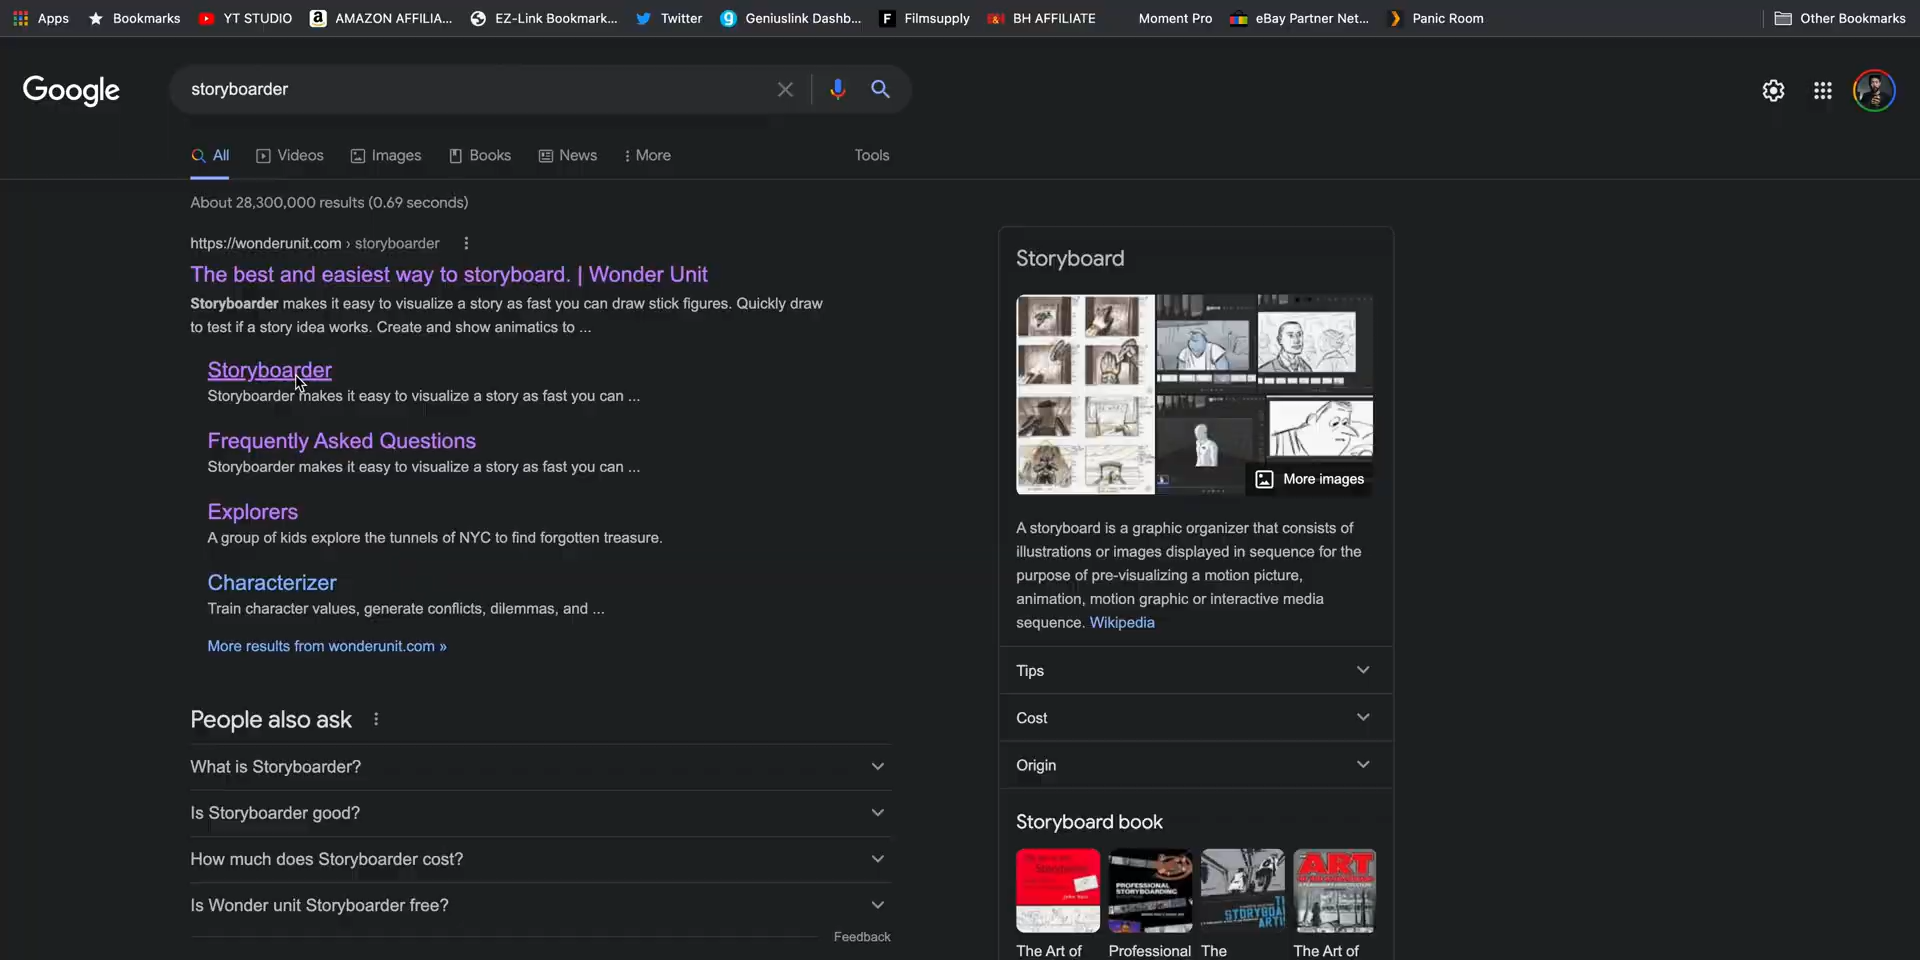 Apps Bookmarks YT STUDIO AMAZON AFFILIA... EZ-Link Bookmark... Twitter Geniuslink Dashb... Filmsupply BH AFFILIATE Moment Pro eBay Partner Net... Panic Room Other Bookmarks
Google
storyboarder
All Videos Images Books News More Tools
About 28,300,000 results (0.69 seconds)
https://wonderunit.com › storyboarder
The best and easiest way to storyboard. | Wonder Unit
Storyboarder makes it easy to visualize a story as fast you can draw stick figures. Quickly draw
to test if a story idea works. Create and show animatics to ...
Storyboarder
Storyboarder makes it easy to visualize a story as fast you can ...
Frequently Asked Questions
Storyboarder makes it easy to visualize a story as fast you can ...
Explorers
A group of kids explore the tunnels of NYC to find forgotten treasure.
Characterizer
Train character values, generate conflicts, dilemmas, and ...
More results from wonderunit.com »
People also ask
What is Storyboarder?
Is Storyboarder good?
How much does Storyboarder cost?
Is Wonder unit Storyboarder free?
Feedback
Storyboard
More images
A storyboard is a graphic organizer that consists of
illustrations or images displayed in sequence for the
purpose of pre-visualizing a motion picture,
animation, motion graphic or interactive media
sequence. Wikipedia
Tips
Cost
Origin
Storyboard book
PROFESSIONAL
STORYBOARDING
ART
The Art of Professional The The Art of